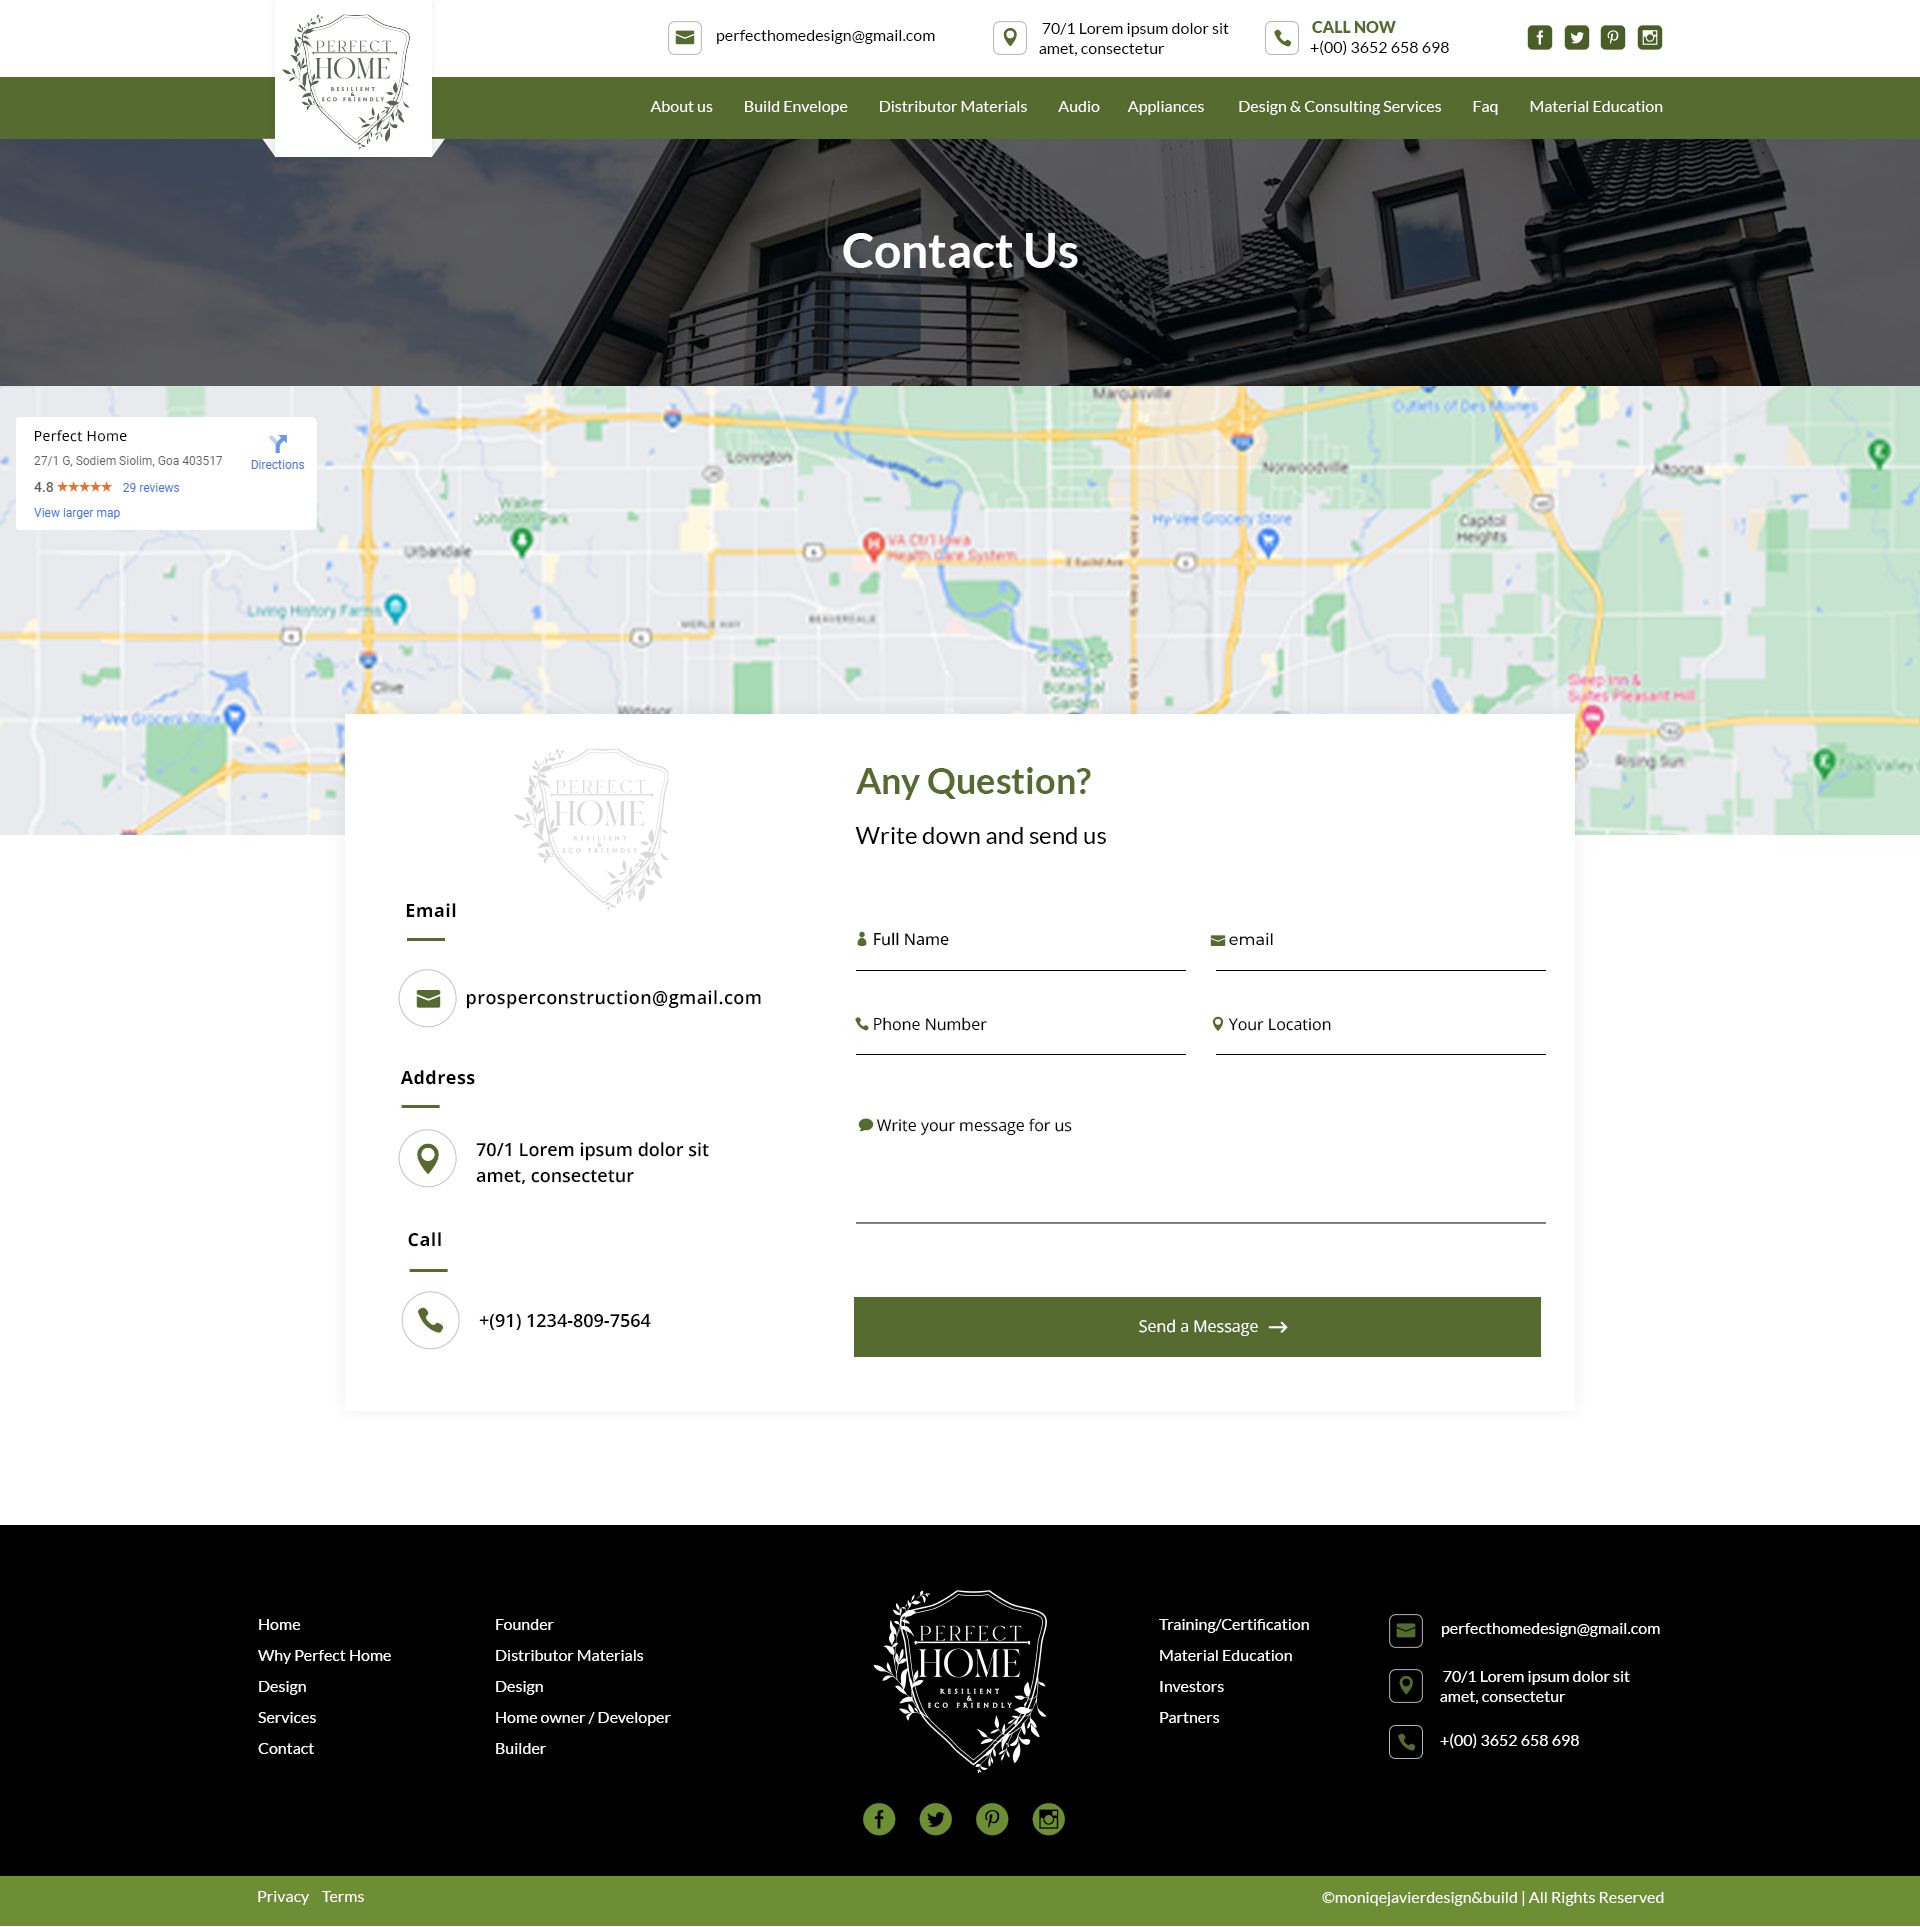 perfecthomedesign@gmail.com
70/1 Lorem ipsum dolor sit
amet, consectetur
CALL NOW
+(00) 3652 658 698
PERFECT
HOME
RESILIENT
&
ECO FRIENDLY
About us
Build Envelope
Distributor Materials
Audio
Appliances
Design & Consulting Services
Faq
Material Education
Contact Us
Perfect Home
27/1 G, Sodiem Siolim, Goa 403517
4.8
29 reviews
View larger map
Directions
Marquisville
Outlets of Des Moines
Lovington
Norwoodville
Altoona
Walker
Johnston Park
Hy-Vee Grocery Store
Capitol
Heights
Urbandale
VA Ctr'l Iowa
Health Care System
E Euclid Ave
Living History Farms
MERLE HAY
BEAVERDALE
Greater Des
Moines
Botanical
Garden
Clive
Windsor
Hy-Vee Grocery Store
Sleep Inn &
Suites Pleasant Hill...
Rising Sun
PERFECT
HOME
RESILIENT
&
ECO FRIENDLY
Email
prosperconstruction@gmail.com
Address
70/1 Lorem ipsum dolor sit
amet, consectetur
Call
+(91) 1234-809-7564
Any Question?
Write down and send us
Full Name
email
Phone Number
Your Location
Write your message for us
Send a Message
Home
Why Perfect Home
Design
Services
Contact
Founder
Distributor Materials
Design
Home owner / Developer
Builder
PERFECT
HOME
RESILIENT
&
ECO FRIENDLY
Training/Certification
Material Education
Investors
Partners
perfecthomedesign@gmail.com
70/1 Lorem ipsum dolor sit
amet, consectetur
+(00) 3652 658 698
Privacy
Terms
©moniqejavierdesign&build | All Rights Reserved